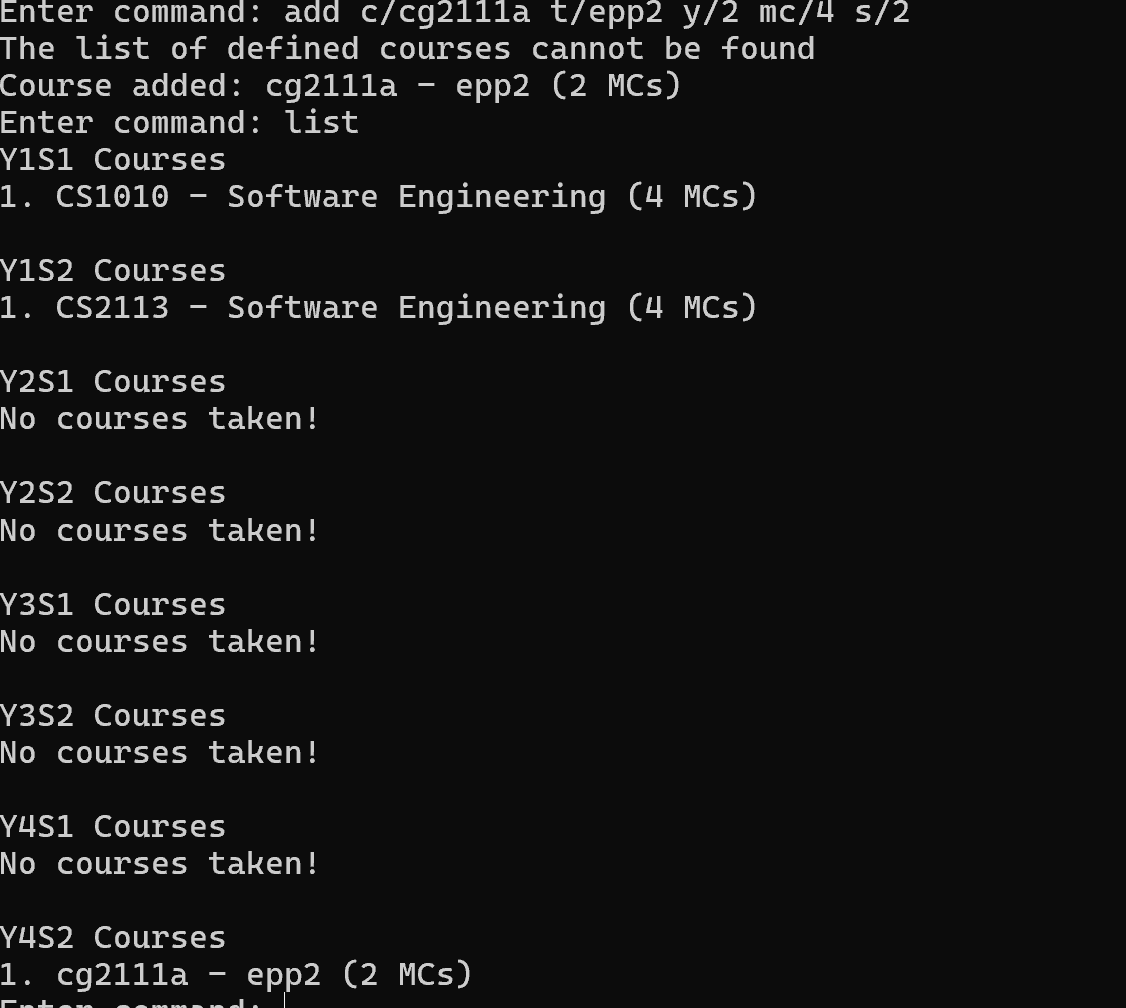 Enter command: add c/cg2111a t/epp2 y/2 mc/4 s/2
The list of defined courses cannot be found
Course added: cg2111a - epp2 (2 MCs)
Enter command: list
Y1S1 Courses
1. CS1010 - Software Engineering (4 MCs)
Y1S2 Courses
1. CS2113 - Software Engineering (4 MCs)
Y2S1 Courses
No courses taken!
Y2S2 Courses
No courses taken!
Y3S1 Courses
No courses taken!
Y3S2 Courses
No courses taken!
Y4S1 Courses
No courses taken!
Y4S2 Courses
1. cg2111a - epp2 (2 MCs)
Enter command: